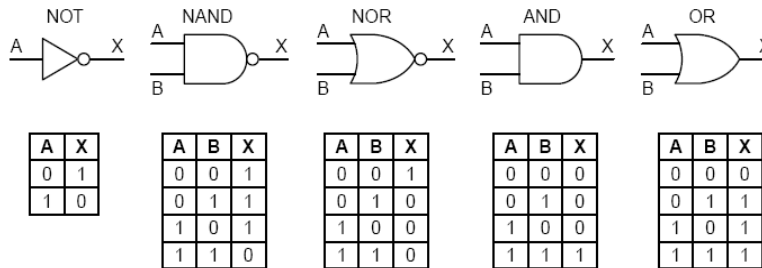 NOT NAND NOR AND OR
A X A X A X A X A X
B B B B
A X A B X A B X A B X A B X
0 1 0 0 1 0 0 1 0 0 0 0 0 0
1 0 0 1 1 0 1 0 0 1 0 0 1 1
1 0 1 1 0 0 1 0 0 1 0 1
1 1 0 1 1 0 1 1 1 1 1 1